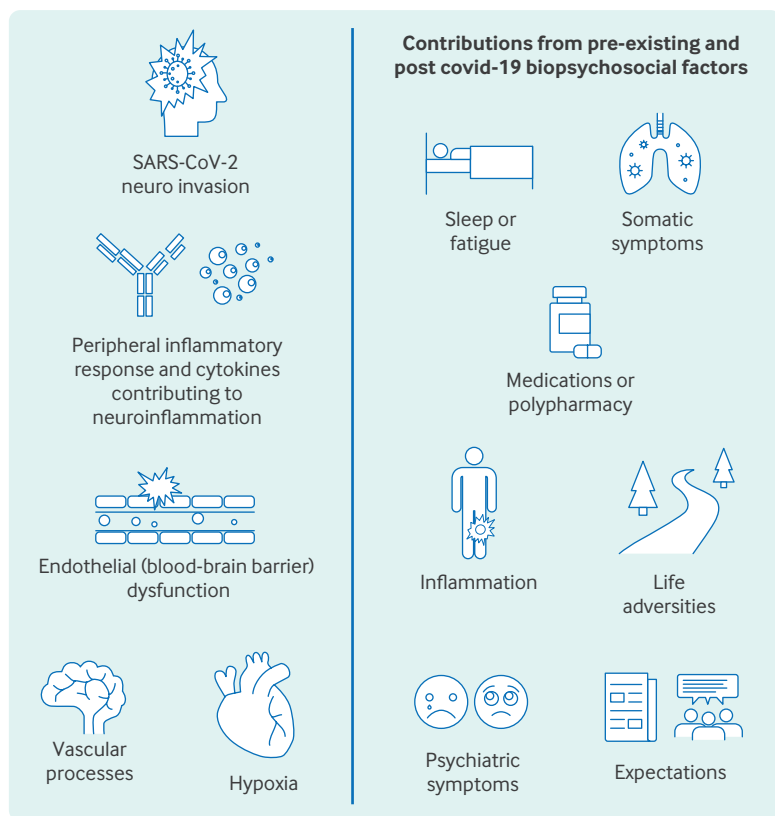 SARS-CoV-2
neuro invasion
Peripheral inflammatory
response and cytokines
contributing to
neuroinflammation
Endothelial (blood-brain barrier)
dysfunction
Vascular
processes
Hypoxia
Contributions from pre-existing and
post covid-19 biopsychosocial factors
Sleep or
fatigue
Somatic
symptoms
Medications or
polypharmacy
Inflammation
Life
adversities
Psychiatric
symptoms
Expectations